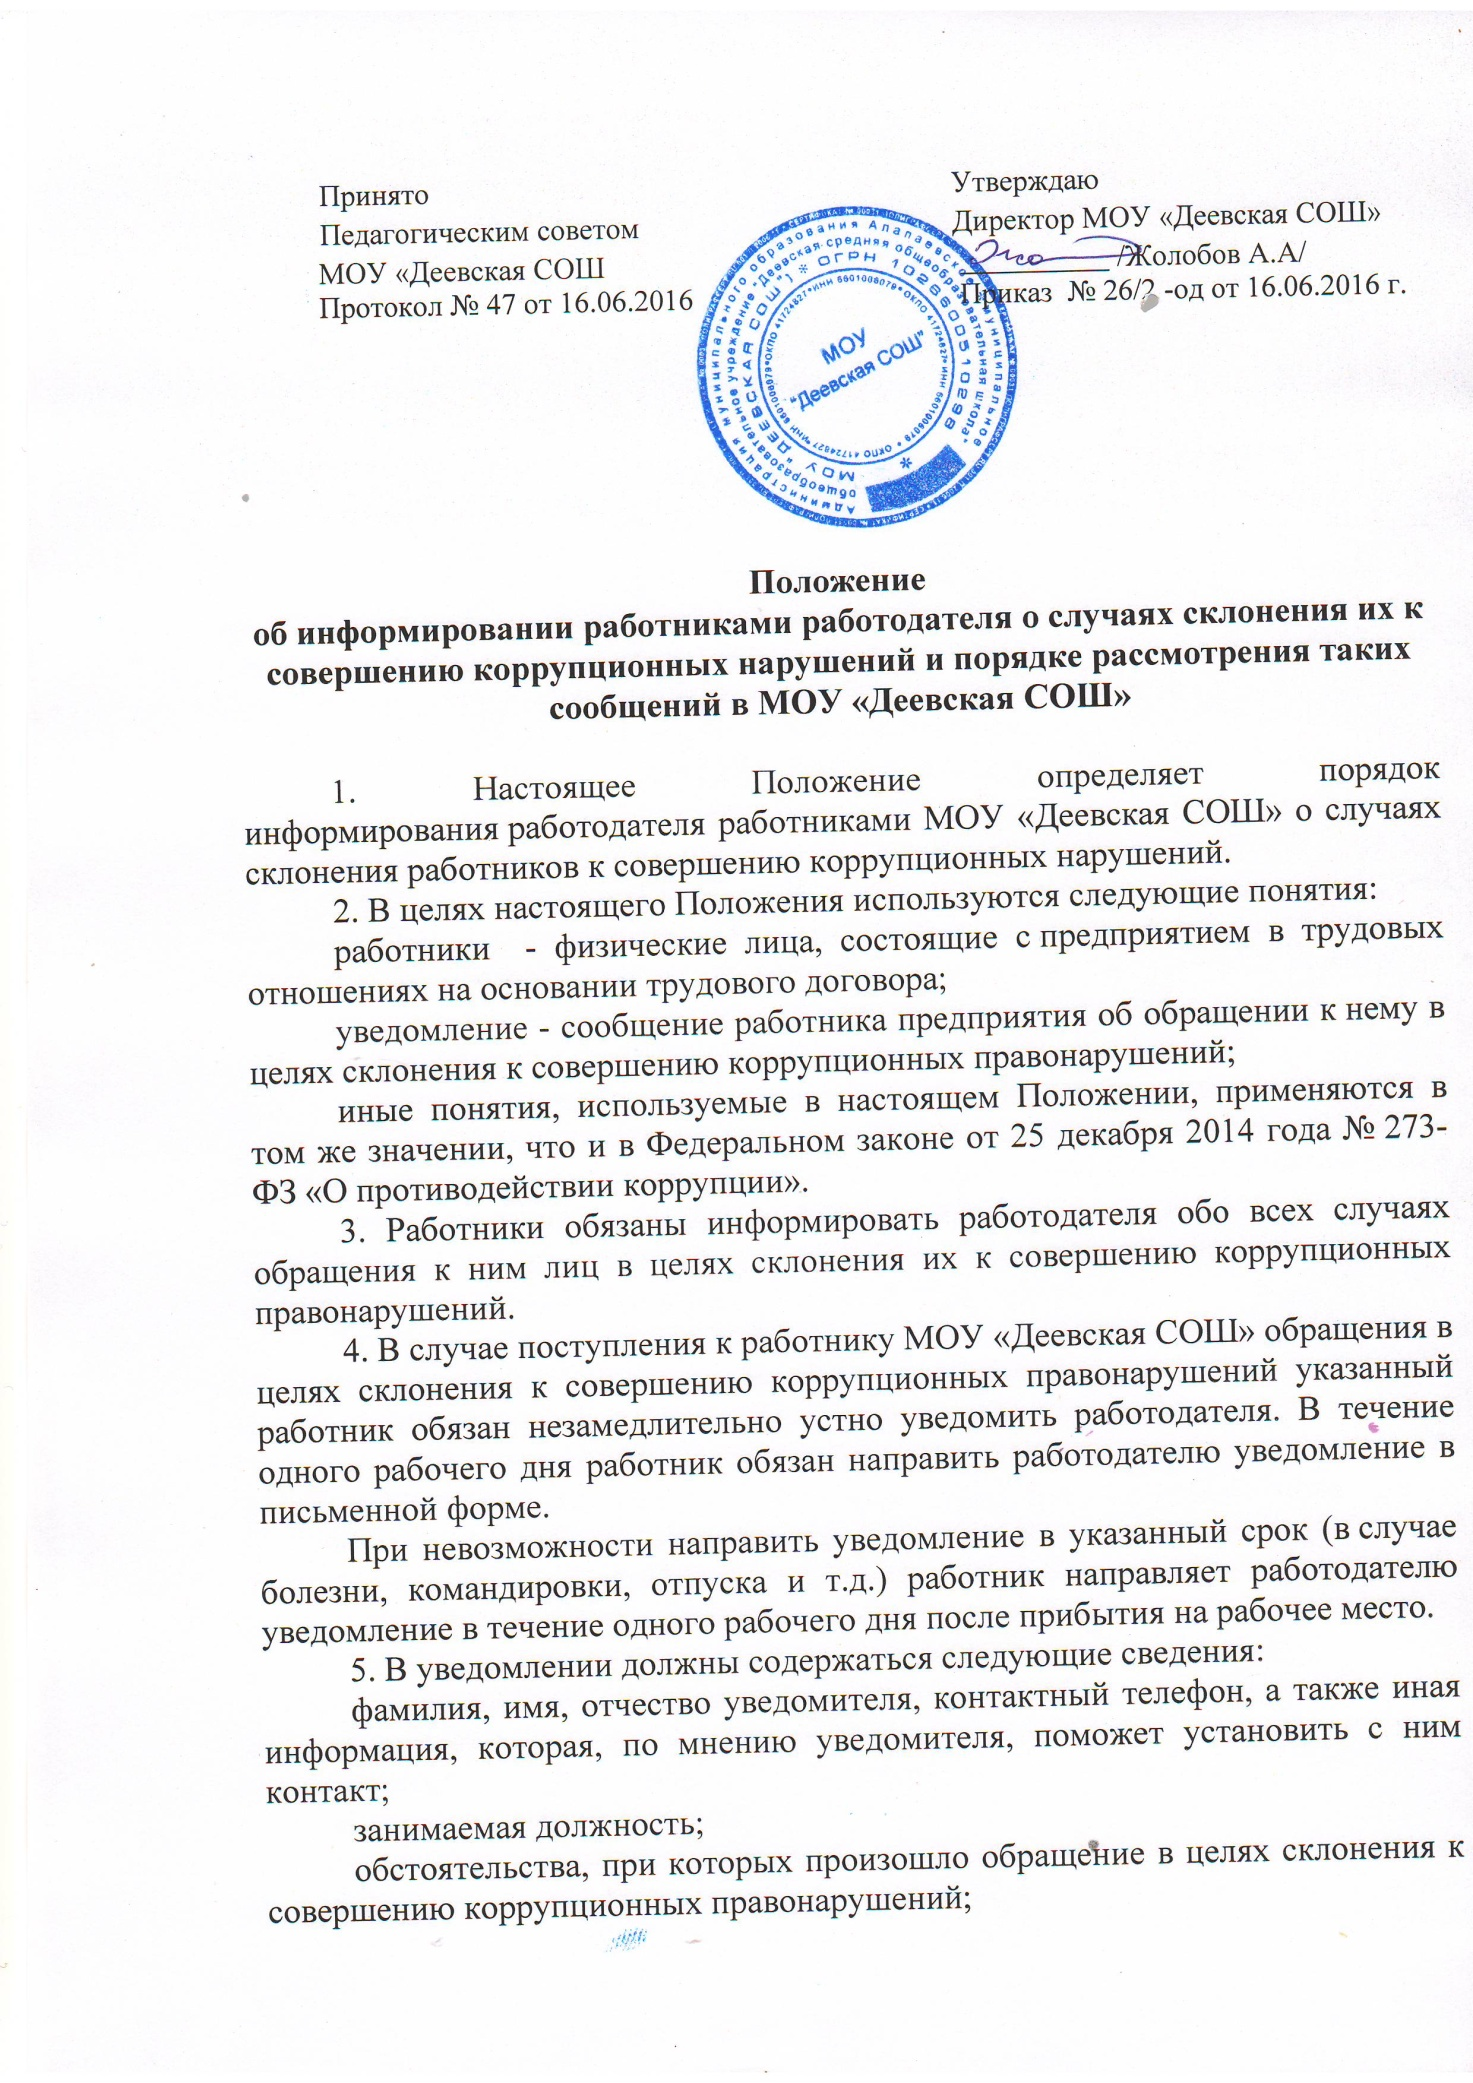 Принято
Педагогическим советом
МОУ «Деевская СОШ
Протокол № 47 от 16.06.2016
Утверждаю
Директор МОУ «Деевская СОШ»
/Жолобов А.А/
Приказ № 26/2 -од от 16.06.2016 г.
МОУ
"Деевская СОШ"
Положение
об информировании работниками работодателя о случаях склонения их к
совершению коррупционных нарушений и порядке рассмотрения таких
сообщений в МОУ «Деевская СОШ»
1. Настоящее Положение определяет порядок
информирования работодателя работниками МОУ «Деевская СОШ» о случаях
склонения работников к совершению коррупционных нарушений.
2. В целях настоящего Положения используются следующие понятия:
работники - физические лица, состоящие с предприятием в трудовых
отношениях на основании трудового договора;
уведомление - сообщение работника предприятия об обращении к нему в
целях склонения к совершению коррупционных правонарушений;
иные понятия, используемые в настоящем Положении, применяются в
том же значении, что и в Федеральном законе от 25 декабря 2014 года № 273-
ФЗ «О противодействии коррупции».
3. Работники обязаны информировать работодателя обо всех случаях
обращения к ним лиц в целях склонения их к совершению коррупционных
правонарушений.
4. В случае поступления к работнику МОУ «Деевская СОШ» обращения в
целях склонения к совершению коррупционных правонарушений указанный
работник обязан незамедлительно устно уведомить работодателя. В течение
одного рабочего дня работник обязан направить работодателю уведомление в
письменной форме.
При невозможности направить уведомление в указанный срок (в случае
болезни, командировки, отпуска и т.д.) работник направляет работодателю
уведомление в течение одного рабочего дня после прибытия на рабочее место.
5. В уведомлении должны содержаться следующие сведения:
фамилия, имя, отчество уведомителя, контактный телефон, а также иная
информация, которая, по мнению уведомителя, поможет установить с ним
контакт;
занимаемая должность;
обстоятельства, при которых произошло обращение в целях склонения к
совершению коррупционных правонарушений;